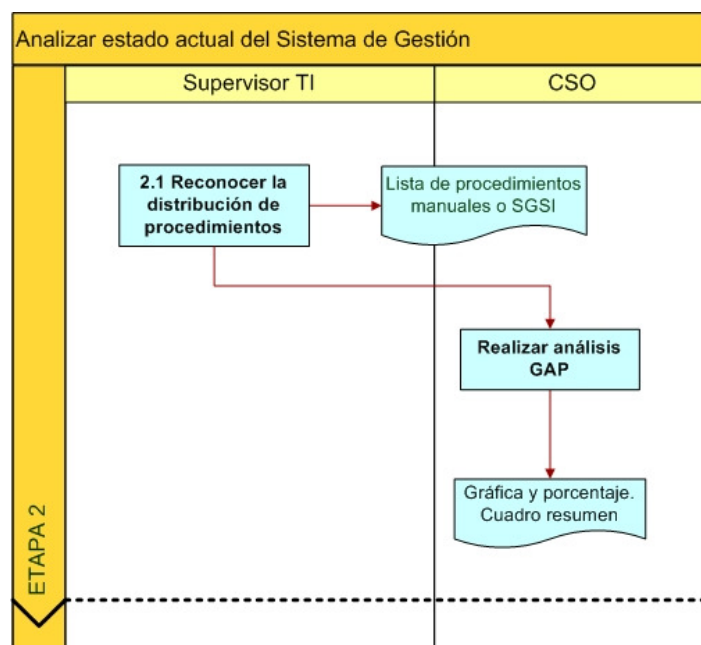 Analizar estado actual del Sistema de Gestión
Supervisor TI
CSO
2.1 Reconocer la
distribución de
procedimientos
Lista de procedimientos
manuales o SGSI
Realizar análisis
GAP
Gráfica y porcentaje.
Cuadro resumen
ETAPA 2